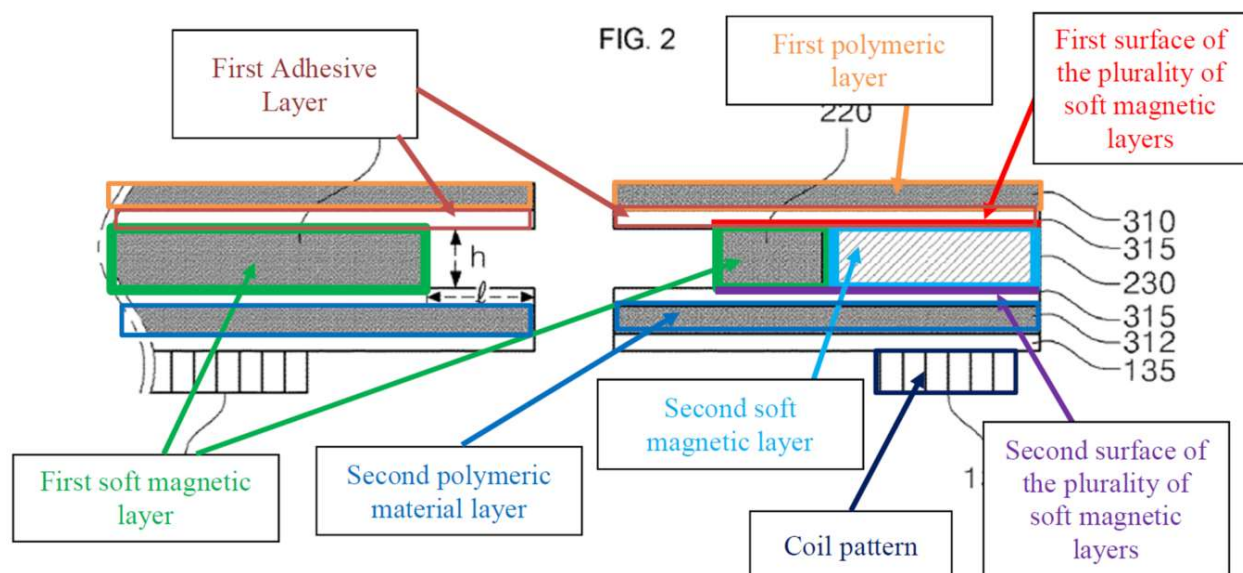 FIG. 2
First Adhesive
Layer
First polymeric
layer
First surface of
the plurality of
soft magnetic
layers
220
310
315
230
315
312
135
h
ℓ
First soft magnetic
layer
Second polymeric
material layer
Second soft
magnetic layer
Coil pattern
Second surface of
the plurality of
soft magnetic
layers